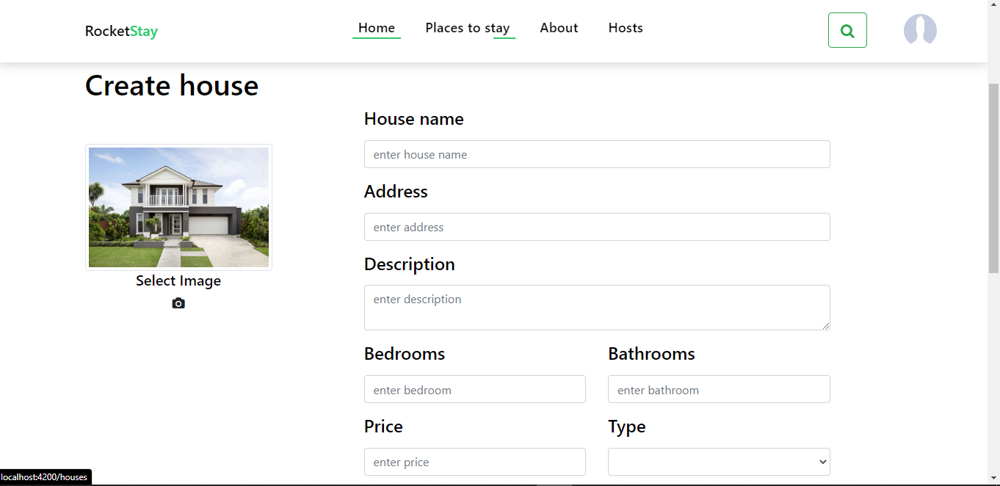 RocketStay
Home Places to stay About Hosts
Create house
House name
enter house name
Address
enter address
Select Image
Description
enter description
Bedrooms Bathrooms
enter bedroom enter bathroom
Price Type
enter price
localhost:4200/houses